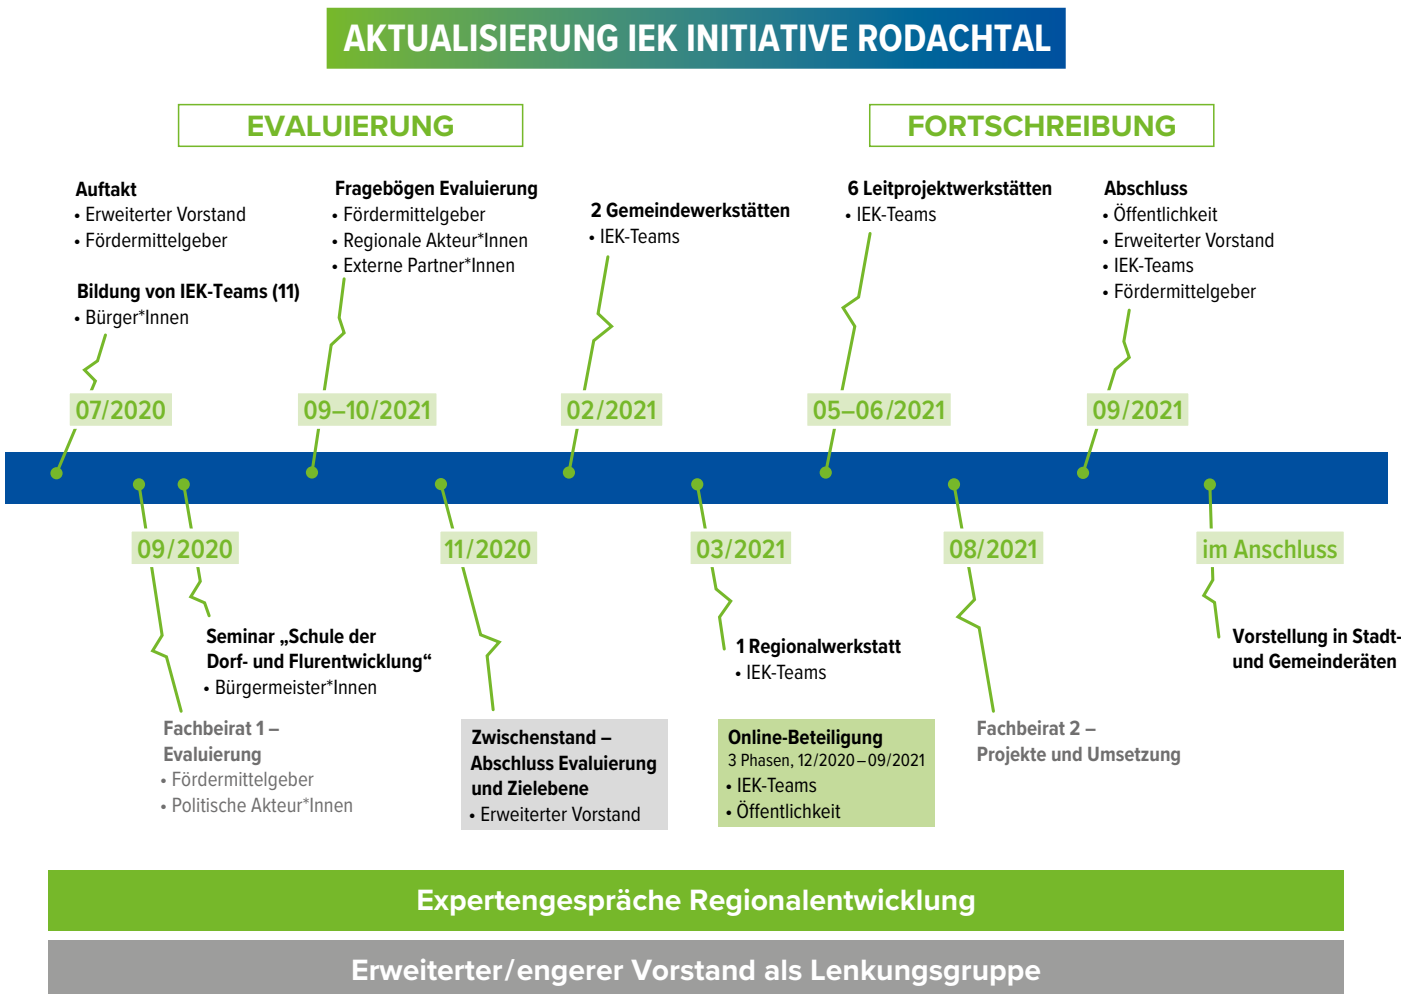 AKTUALISIERUNG IEK INITIATIVE RODACHTAL
EVALUIERUNG
FORTSCHREIBUNG
Auftakt
• Erweiterter Vorstand
• Fördermittelgeber
Bildung von IEK-Teams (11)
• Bürger*Innen
Fragebögen Evaluierung
• Fördermittelgeber
• Regionale Akteur*Innen
• Externe Partner*Innen
2 Gemeindewerkstätten
• IEK-Teams
6 Leitprojektwerkstätten
• IEK-Teams
Abschluss
• Öffentlichkeit
• Erweiterter Vorstand
• IEK-Teams
• Fördermittelgeber
07/2020
09–10/2021
02/2021
05–06/2021
09/2021
09/2020
11/2020
03/2021
08/2021
im Anschluss
Seminar „Schule der
Dorf- und Flurentwicklung“
• Bürgermeister*Innen
Fachbeirat 1 –
Evaluierung
• Fördermittelgeber
• Politische Akteur*Innen
Zwischenstand –
Abschluss Evaluierung
und Zielebene
• Erweiterter Vorstand
1 Regionalwerkstatt
• IEK-Teams
Online-Beteiligung
3 Phasen, 12/2020–09/2021
• IEK-Teams
• Öffentlichkeit
Fachbeirat 2 –
Projekte und Umsetzung
Vorstellung in Stadt-
und Gemeinderäten
Expertengespräche Regionalentwicklung
Erweiterter/engerer Vorstand als Lenkungsgruppe